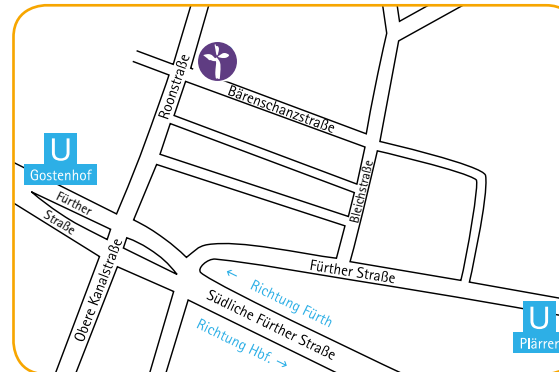 Roonstraße
Bärenschanzstraße
U
Gostenhof
Bleichstraße
Fürther
Straße
Obere Kanalstraße
Fürther Straße
← Richtung Fürth
Südliche Fürther Straße
Richtung Hbf. →
U
Plärrer